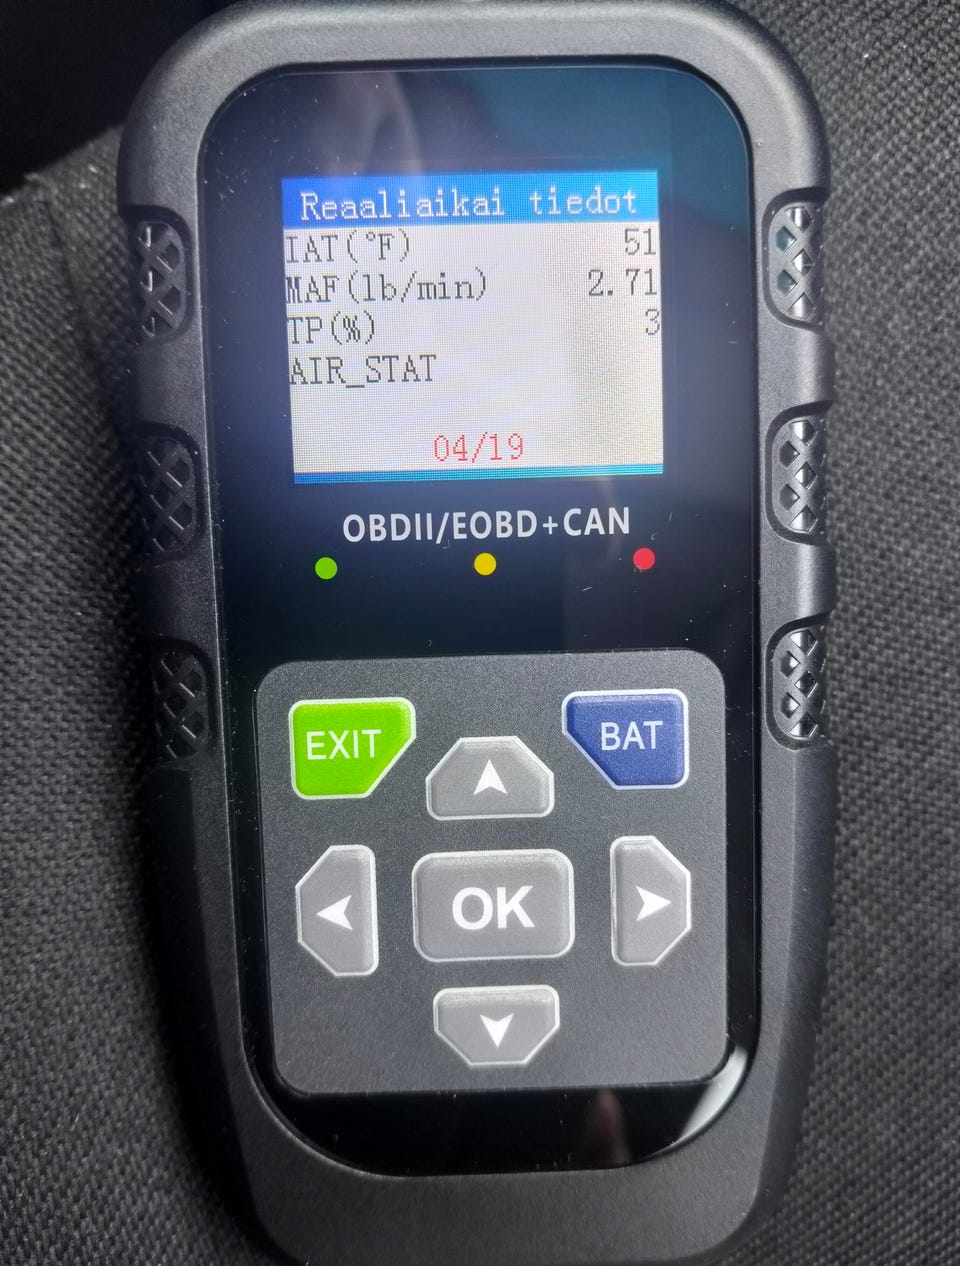 Reaaliaikai tiedot
IAT(°F) 51
MAF(lb/min) 2.71
TP(%) 3
AIR_STAT
04/19
OBDII/EOBD+CAN
EXIT
BAT
OK